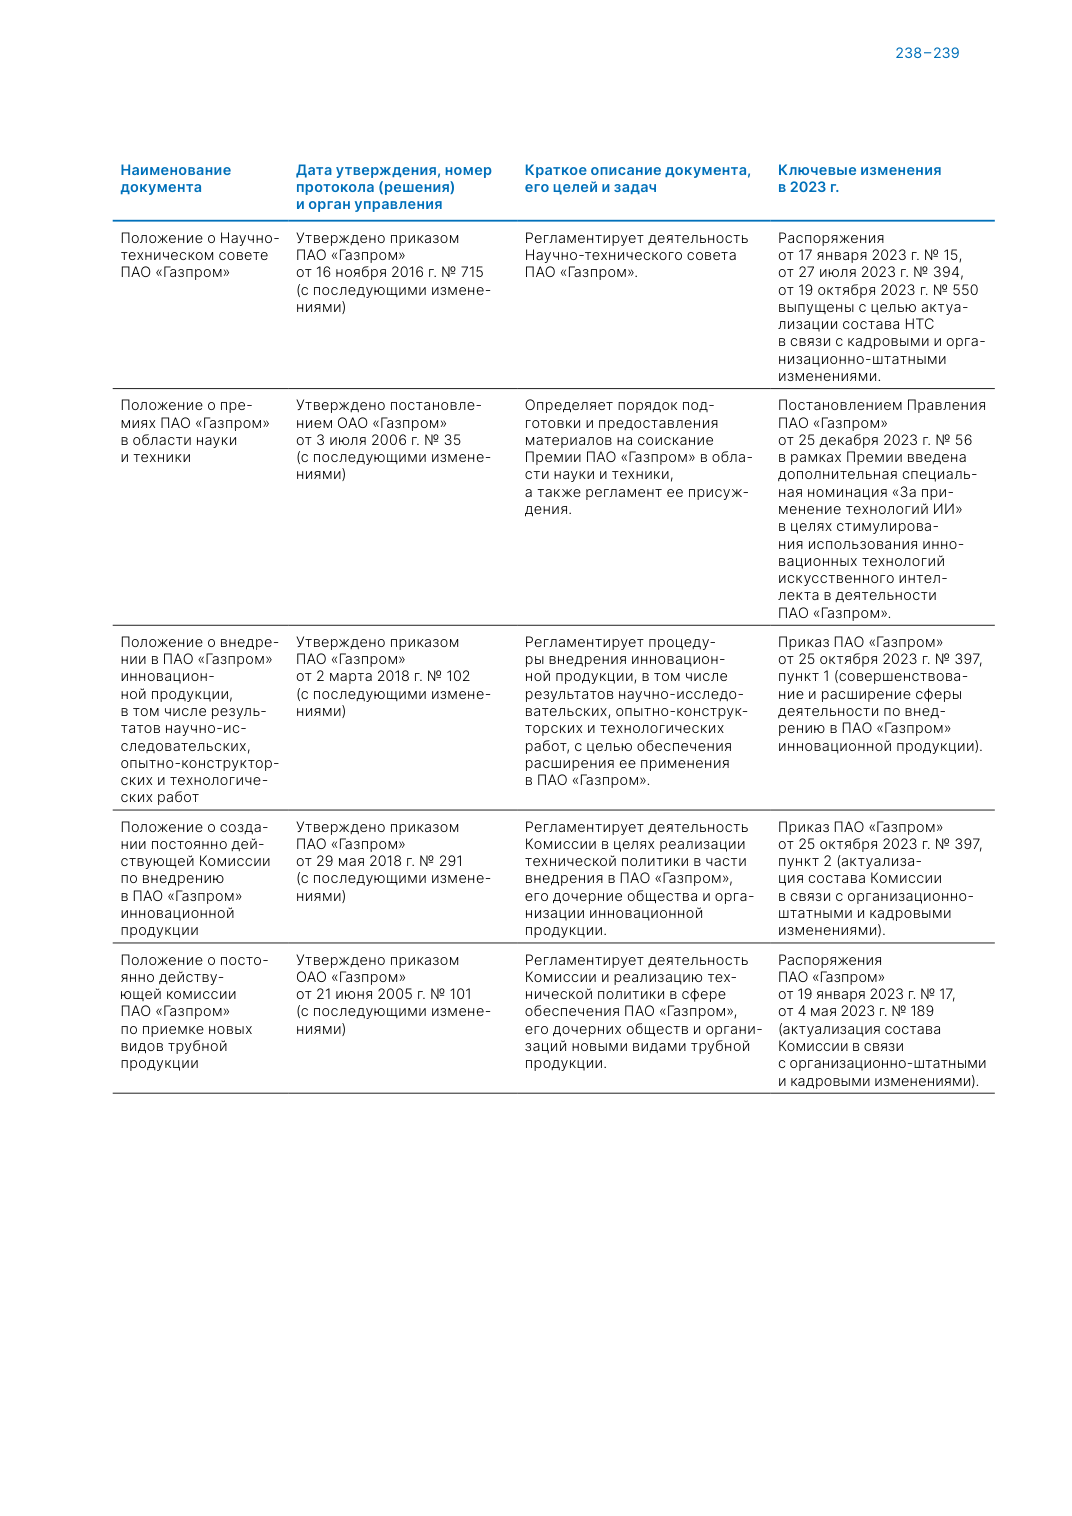 238–239
Наименование
документа
Дата утверждения, номер
протокола (решения)
и орган управления
Краткое описание документа,
его целей и задач
Ключевые изменения
в 2023 г.
Положение о Научно-
техническом совете
ПАО «Газпром»
Утверждено приказом
ПАО «Газпром»
от 16 ноября 2016 г. № 715
(с последующими измене-
ниями)
Регламентирует деятельность
Научно-технического совета
ПАО «Газпром».
Распоряжения
от 17 января 2023 г. № 15,
от 27 июля 2023 г. № 394,
от 19 октября 2023 г. № 550
выпущены с целью актуа-
лизации состава НТС
в связи с кадровыми и орга-
низационно-штатными
изменениями.
Положение о пре-
миях ПАО «Газпром»
в области науки
и техники
Утверждено постановле-
нием ОАО «Газпром»
от 3 июля 2006 г. № 35
(с последующими измене-
ниями)
Определяет порядок под-
готовки и предоставления
материалов на соискание
Премии ПАО «Газпром» в обла-
сти науки и техники,
а также регламент ее присуж-
дения.
Постановлением Правления
ПАО «Газпром»
от 25 декабря 2023 г. № 56
в рамках Премии введена
дополнительная специаль-
ная номинация «За при-
менение технологий ИИ»
в целях стимулирова-
ния использования инно-
вационных технологий
искусственного интел-
лекта в деятельности
ПАО «Газпром».
Положение о внедре-
нии в ПАО «Газпром»
инновацион-
ной продукции,
в том числе резуль-
татов научно-ис-
следовательских,
опытно-конструктор-
ских и технологиче-
ских работ
Утверждено приказом
ПАО «Газпром»
от 2 марта 2018 г. № 102
(с последующими измене-
ниями)
Регламентирует процеду-
ры внедрения инновацион-
ной продукции, в том числе
результатов научно-исследо-
вательских, опытно-конструк-
торских и технологических
работ, с целью обеспечения
расширения ее применения
в ПАО «Газпром».
Приказ ПАО «Газпром»
от 25 октября 2023 г. № 397,
пункт 1 (совершенствова-
ние и расширение сферы
деятельности по внед-
рению в ПАО «Газпром»
инновационной продукции).
Положение о созда-
нии постоянно дей-
ствующей Комиссии
по внедрению
в ПАО «Газпром»
инновационной
продукции
Утверждено приказом
ПАО «Газпром»
от 29 мая 2018 г. № 291
(с последующими измене-
ниями)
Регламентирует деятельность
Комиссии в целях реализации
технической политики в части
внедрения в ПАО «Газпром»,
его дочерние общества и орга-
низации инновационной
продукции.
Приказ ПАО «Газпром»
от 25 октября 2023 г. № 397,
пункт 2 (актуализа-
ция состава Комиссии
в связи с организационно-
штатными и кадровыми
изменениями).
Положение о посто-
янно действу-
ющей комиссии
ПАО «Газпром»
по приемке новых
видов трубной
продукции
Утверждено приказом
ОАО «Газпром»
от 21 июня 2005 г. № 101
(с последующими измене-
ниями)
Регламентирует деятельность
Комиссии и реализацию тех-
нической политики в сфере
обеспечения ПАО «Газпром»,
его дочерних обществ и органи-
заций новыми видами трубной
продукции.
Распоряжения
ПАО «Газпром»
от 19 января 2023 г. № 17,
от 4 мая 2023 г. № 189
(актуализация состава
Комиссии в связи
с организационно-штатными
и кадровыми изменениями).